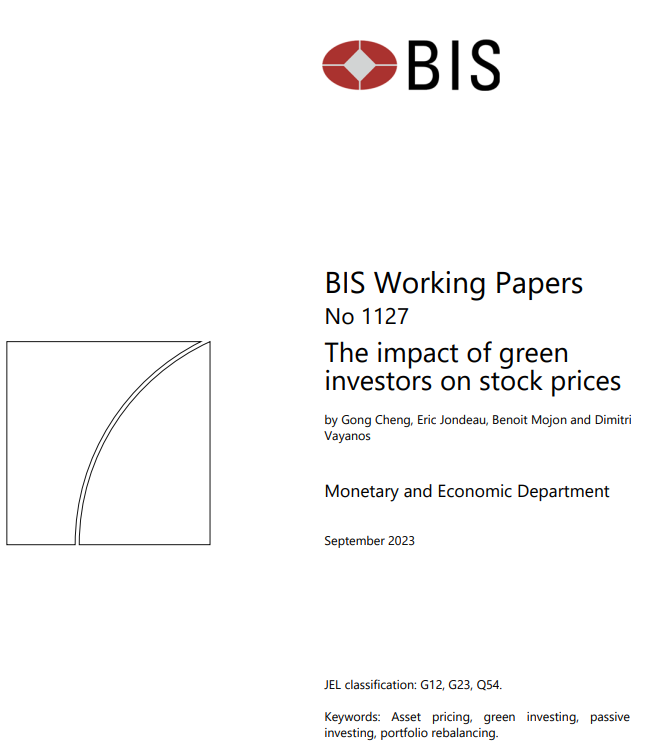 BIS
BIS Working Papers
No 1127
The impact of green
investors on stock prices
by Gong Cheng, Eric Jondeau, Benoit Mojon and Dimitri
Vayanos
Monetary and Economic Department
September 2023
JEL classification: G12, G23, Q54.
Keywords: Asset pricing, green investing, passive
investing, portfolio rebalancing.